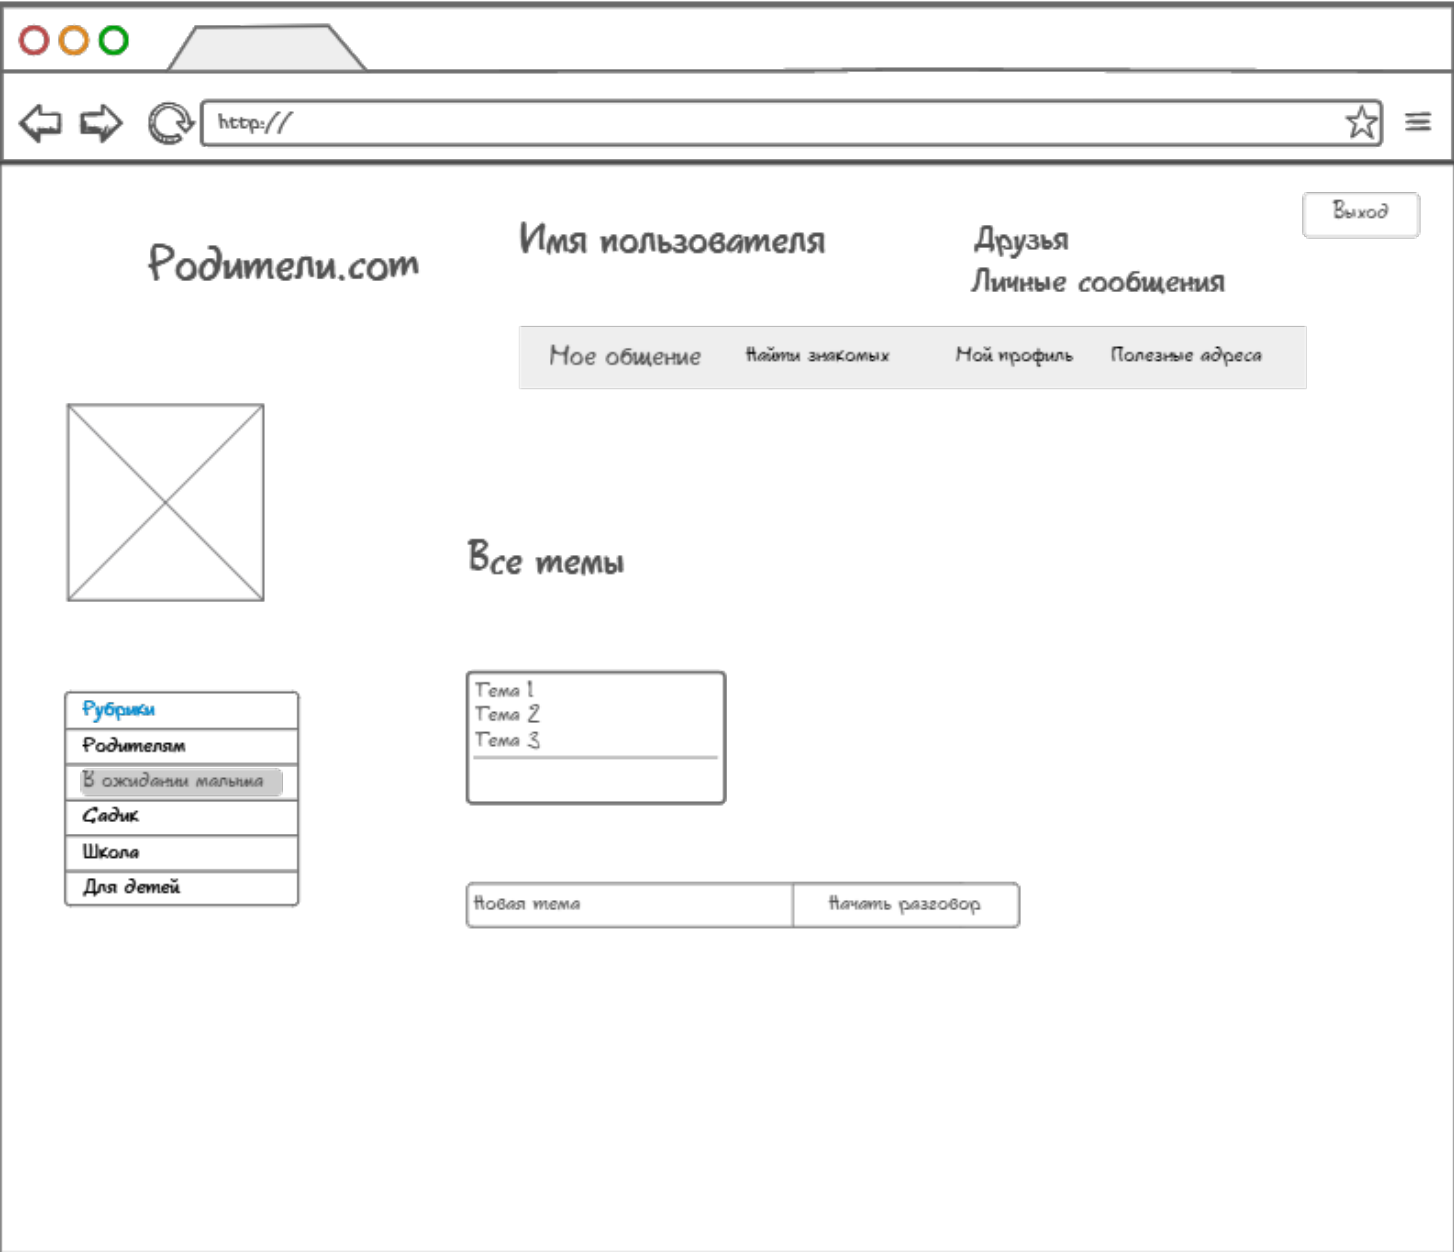 http://
Выход
Родители.com
Имя пользователя
Друзья
Личные сообщения
Мое общение
Найти знакомых
Мой профиль
Полезные адреса
Все темы
Рубрики
Родителям
В ожидании малыша
Садик
Школа
Для детей
Тема 1
Тема 2
Тема 3
Новая тема
Начать разговор